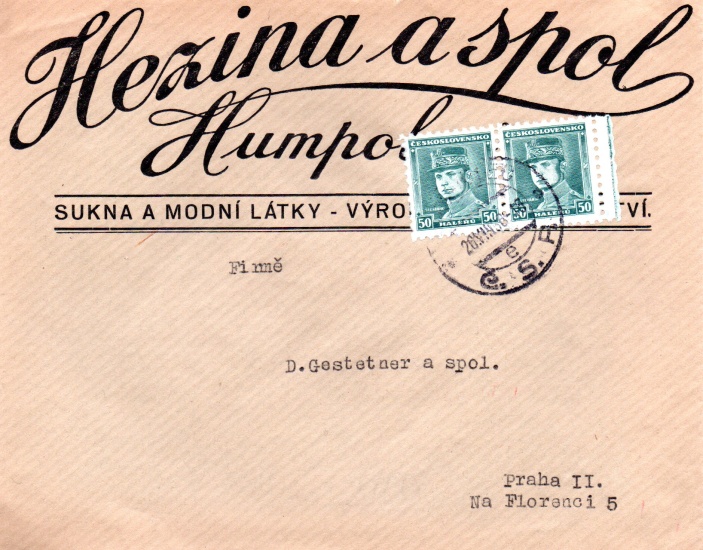 Hezina a spol
Humpol
ČESKOSLOVENSKO ČESKOSLOVENSKO
SUKNA A MODNÍ LÁTKY - VÝRO
50 50 50 50
HALÉŘŮ HALÉŘŮ
Firmě
D.Gestetner a spol.
Praha II.
Na Florenci 5